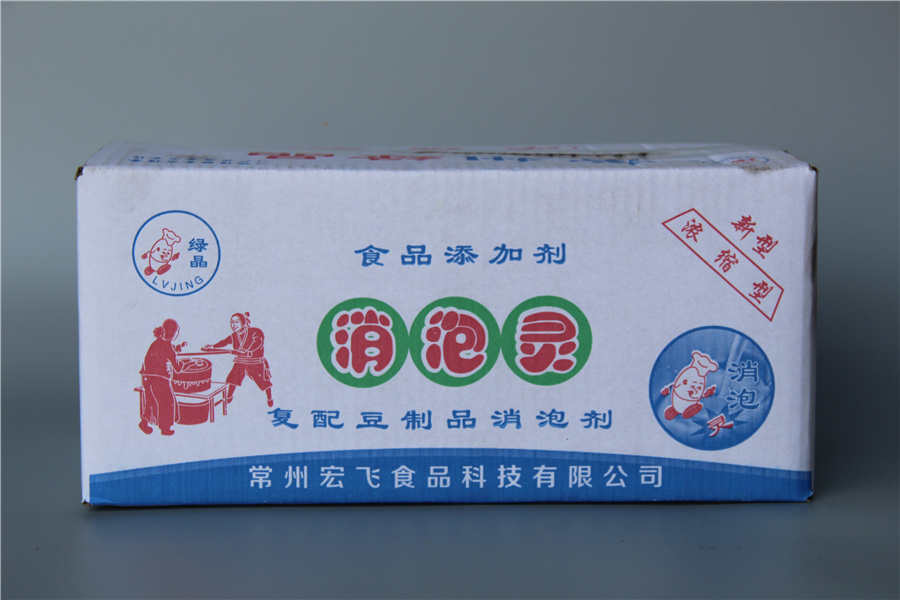 绿晶
LVJING
食品添加剂
新型
浓缩型
消泡灵
消泡灵
复配豆制品消泡剂
常州宏飞食品科技有限公司